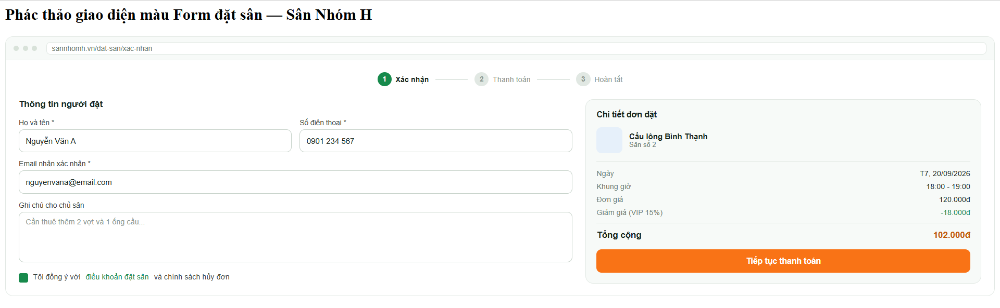 Phác thảo giao diện màu Form đặt sân — Sân Nhóm H
sannhomh.vn/dat-san/xac-nhan
1 Xác nhận 2 Thanh toán 3 Hoàn tất
Thông tin người đặt
Họ và tên *
Nguyễn Văn A
Số điện thoại *
0901 234 567
Email nhận xác nhận *
nguyenvana@email.com
Ghi chú cho chủ sân
Cần thuê thêm 2 vợt và 1 ống cầu...
Tôi đồng ý với điều khoản đặt sân và chính sách hủy đơn
Chi tiết đơn đặt
Cầu lông Bình Thạnh
Sân số 2
Ngày T7, 20/09/2026
Khung giờ 18:00 - 19:00
Đơn giá 120.000đ
Giảm giá (VIP 15%) -18.000đ
Tổng cộng 102.000đ
Tiếp tục thanh toán